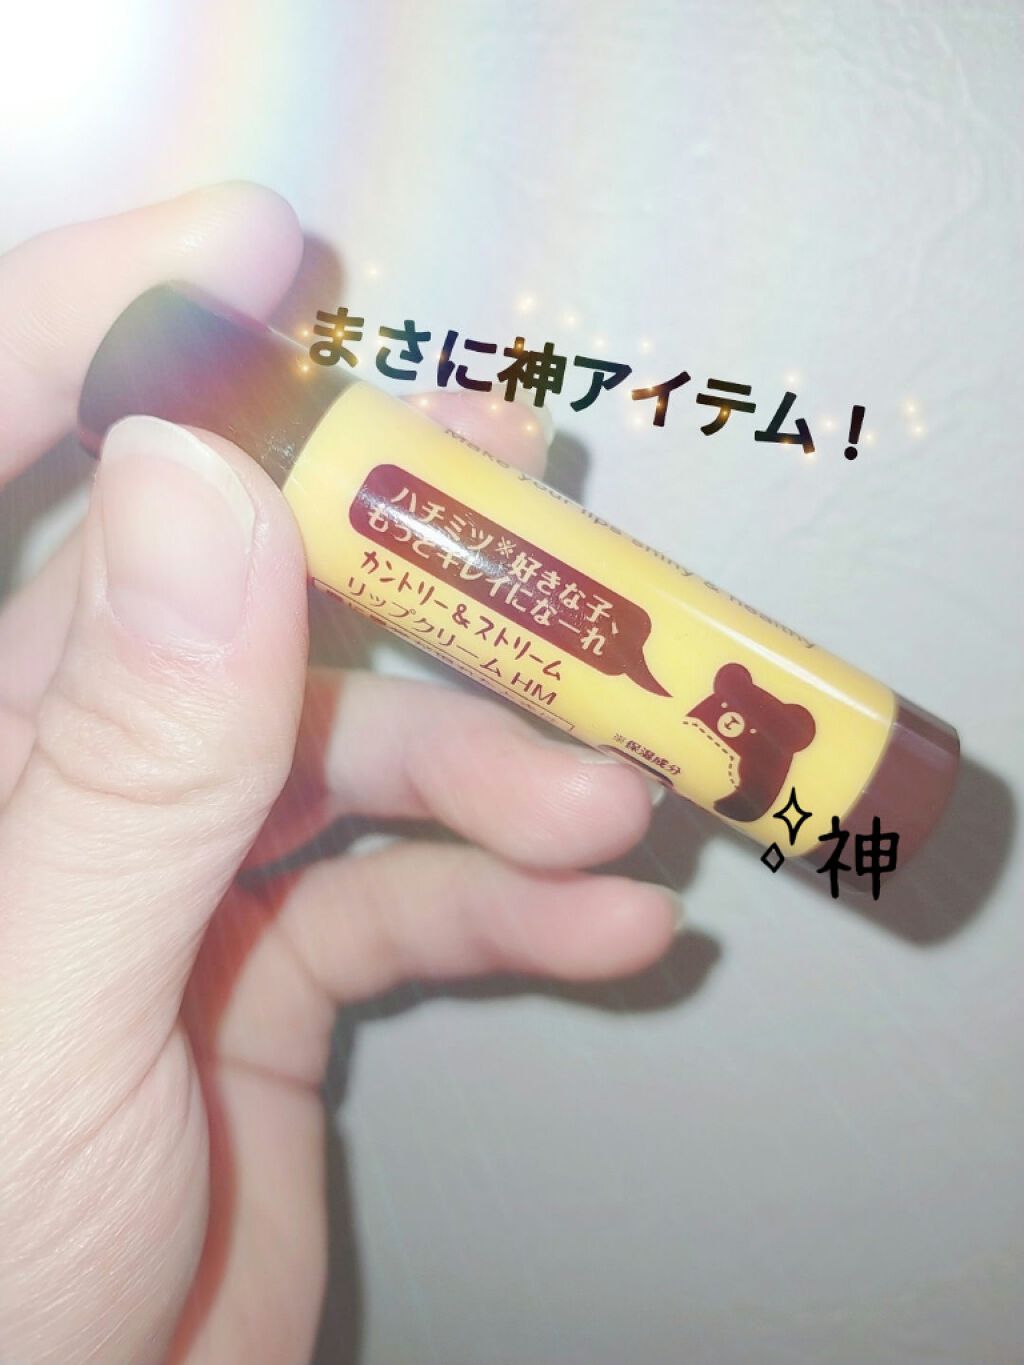 まさに神アイテム！
Make your lips shiny & healthy
ハチミツ※好きな子、
もっとキレイになーれ
カントリー&ストリーム
リップクリーム HM
※保湿成分
神